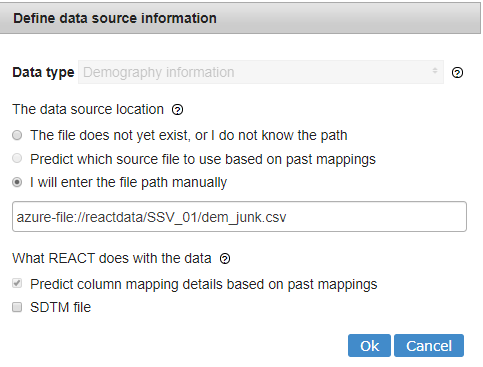 Define data source information
Data type Demography information
The data source location
The file does not yet exist, or I do not know the path
Predict which source file to use based on past mappings
I will enter the file path manually
azure-file://reactdata/SSV_01/dem_junk.csv
What REACT does with the data
Predict column mapping details based on past mappings
SDTM file
Ok Cancel